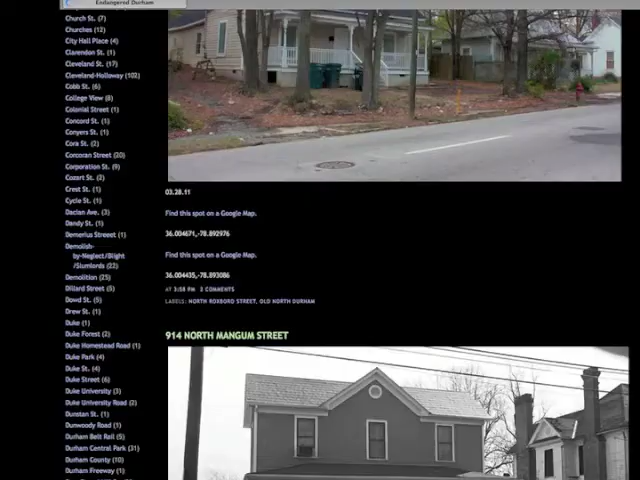 Endangered Durham
Church St. (7)
Churches (12)
City Hall Place (4)
Clarendon St. (1)
Cleveland St. (17)
Cleveland-Holloway (102)
Cobb St. (6)
College View (8)
Colonial Street (1)
Concord St. (1)
Conyers St. (1)
Cora St. (2)
Corcoran Street (20)
Corporation St. (9)
Cozart St. (2)
Crest St. (1)
Cycle St. (1)
Dacian Ave. (3)
Dandy St. (1)
Demerius Streeet (1)
Demolish-
by-Neglect/Blight
/Slumlords (22)
Demolition (25)
Dillard Street (5)
Dowd St. (5)
Drew St. (1)
Duke (1)
Duke Forest (2)
Duke Homestead Road (1)
Duke Park (4)
Duke St. (4)
Duke Street (6)
Duke University (3)
Duke University Road (2)
Dunstan St. (1)
Dunwoody Road (1)
Durham Belt Rail (5)
Durham Central Park (31)
Durham County (10)
Durham Freeway (1)
03.28.11
Find this spot on a Google Map.
36.004671,-78.892976
Find this spot on a Google Map.
36.004435,-78.893086
AT 3:58 PM 2 COMMENTS
LABELS: NORTH ROXBORO STREET, OLD NORTH DURHAM
914 NORTH MANGUM STREET